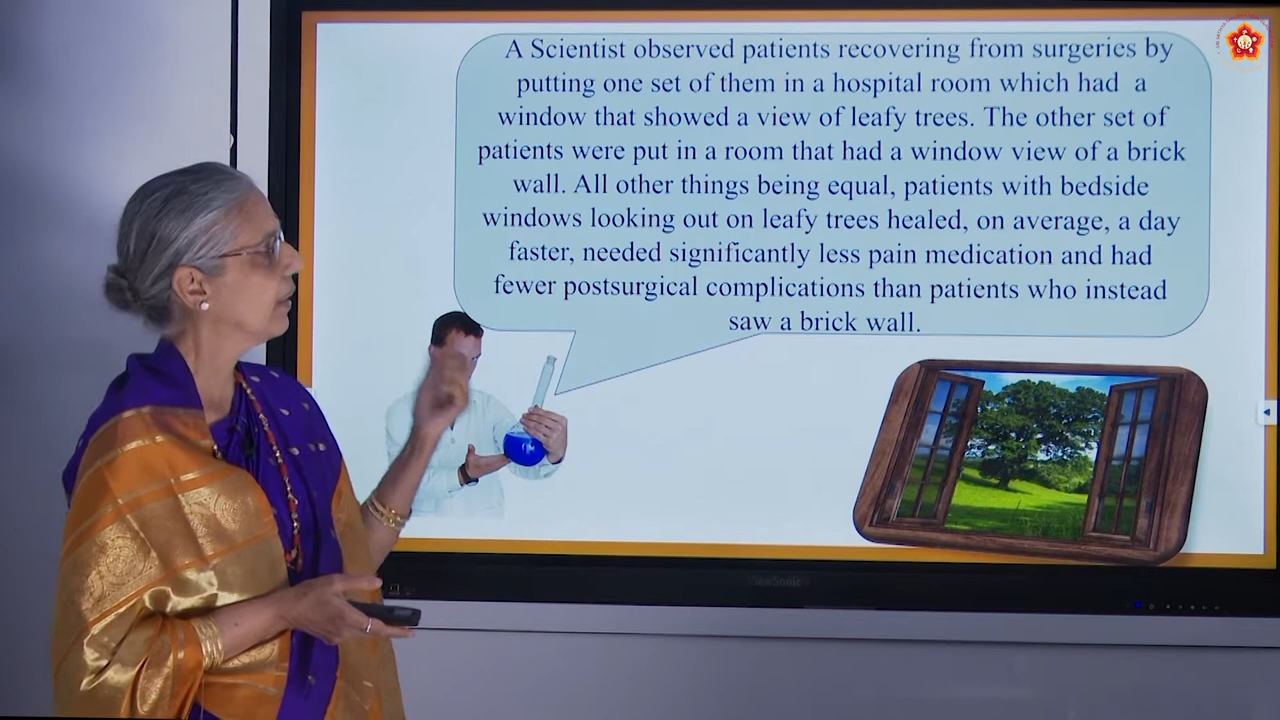 A Scientist observed patients recovering from surgeries by
putting one set of them in a hospital room which had a
window that showed a view of leafy trees. The other set of
patients were put in a room that had a window view of a brick
wall. All other things being equal, patients with bedside
windows looking out on leafy trees healed, on average, a day
faster, needed significantly less pain medication and had
fewer postsurgical complications than patients who instead
saw a brick wall.
ViewSonic